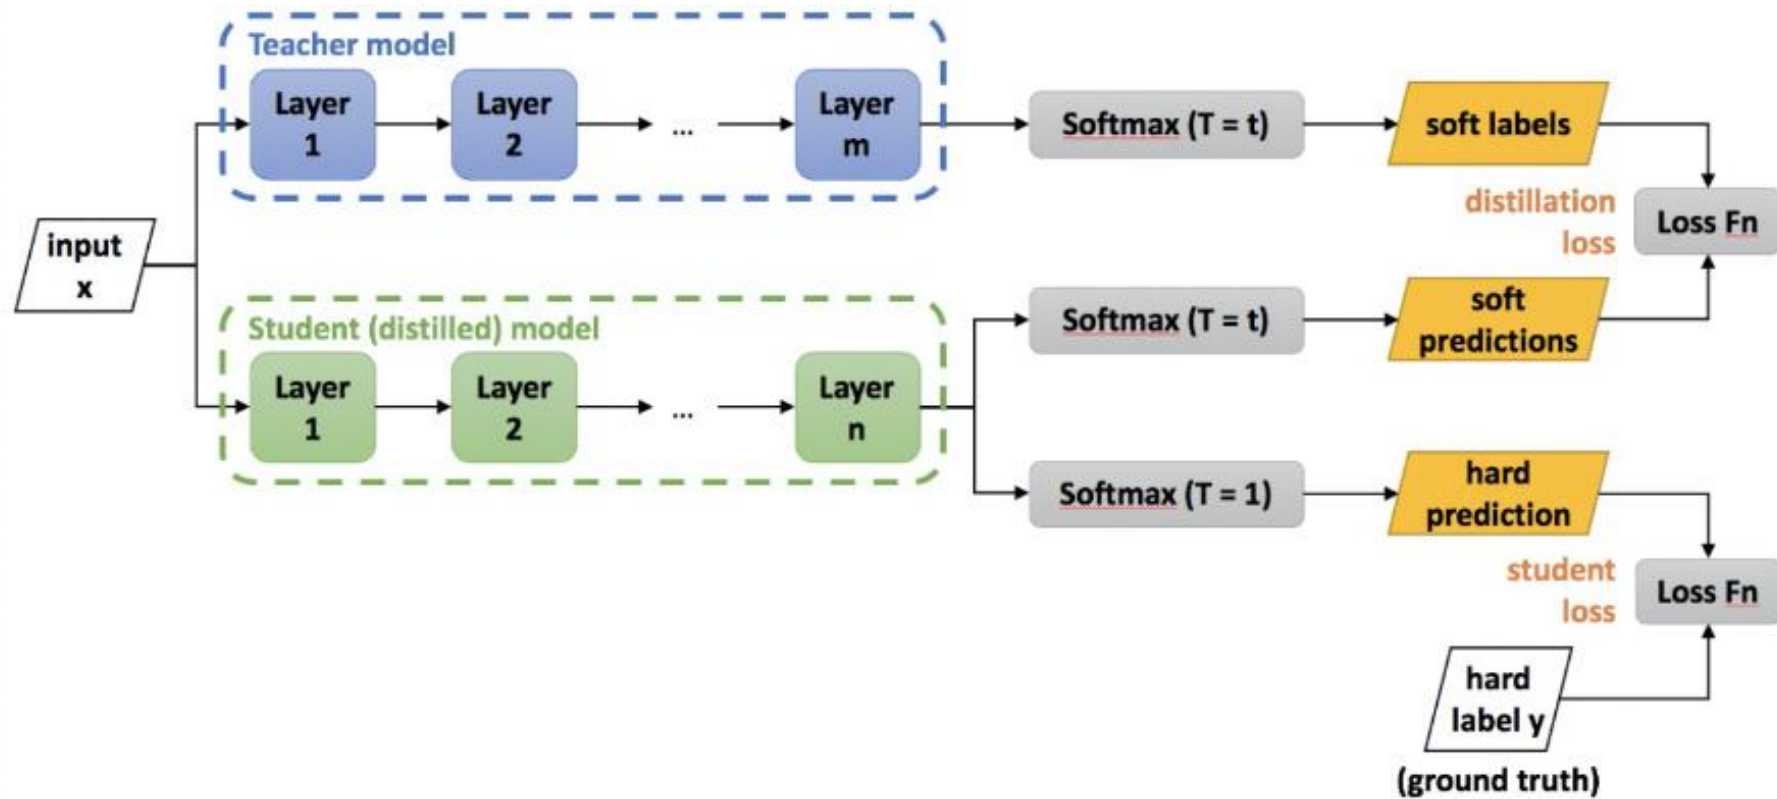 Teacher model
Layer
1
Layer
2
...
Layer
m
Softmax (T = t)
soft labels
distillation
loss
Loss Fn
input
x
Student (distilled) model
Layer
1
Layer
2
...
Layer
n
Softmax (T = t)
soft
predictions
Softmax (T = 1)
hard
prediction
student
loss
Loss Fn
hard
label y
(ground truth)